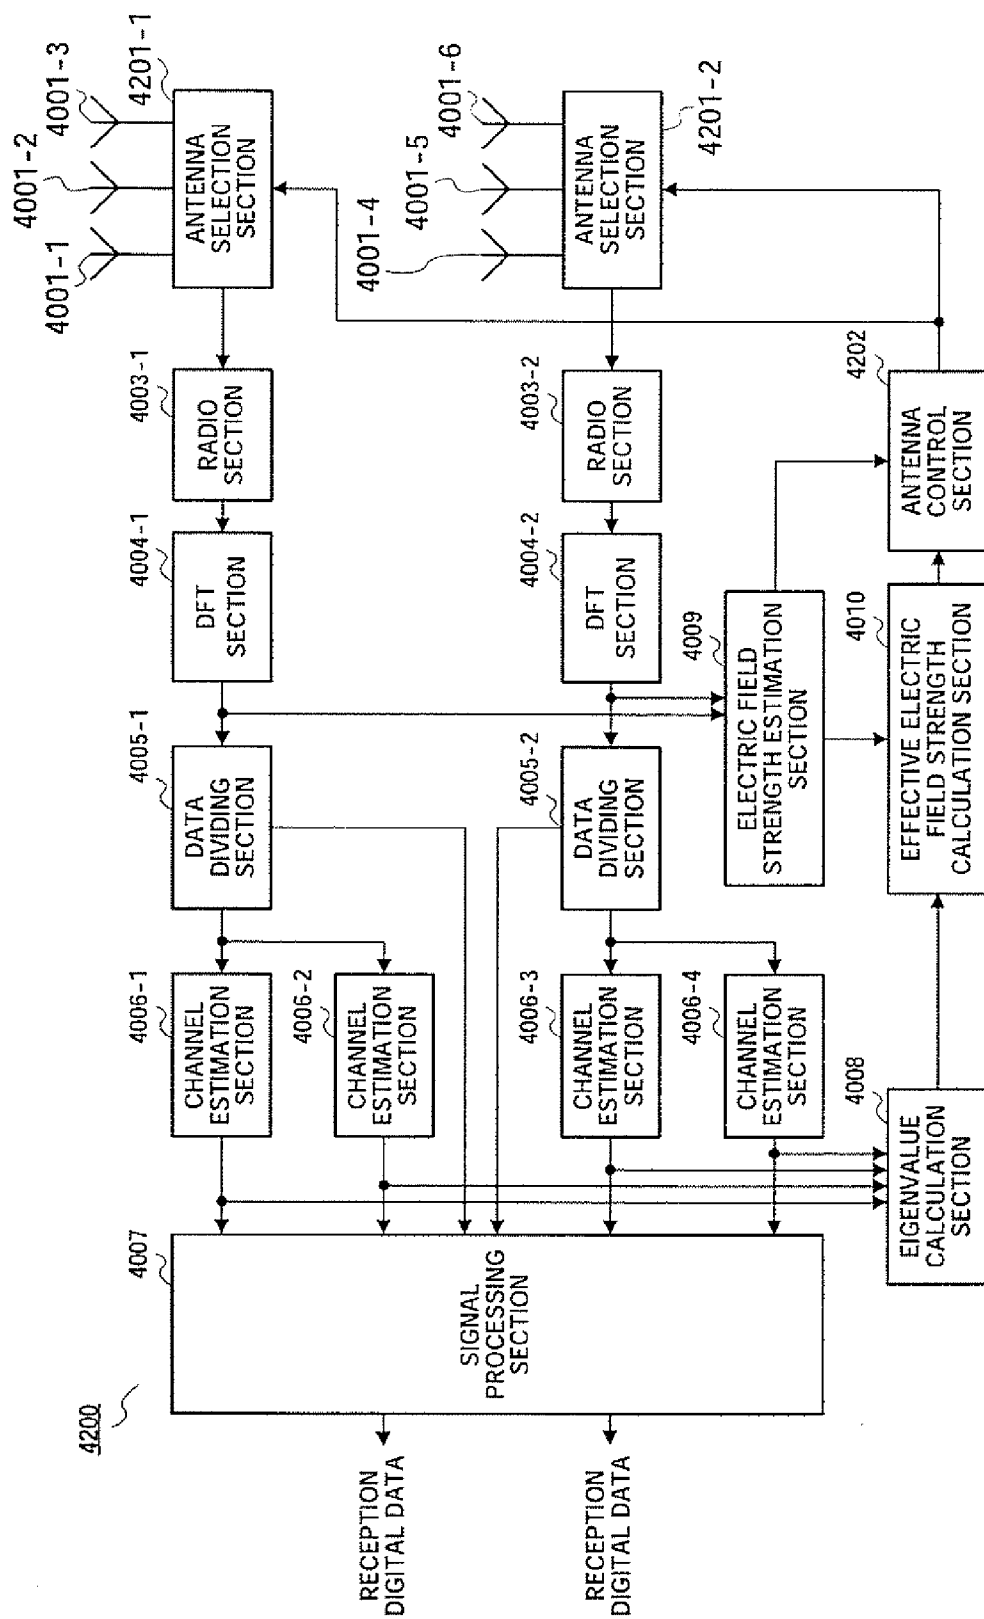 4200
RECEPTION
DIGITAL DATA
RECEPTION
DIGITAL DATA
4007
SIGNAL
PROCESSING
SECTION
4006-1
CHANNEL
ESTIMATION
SECTION
4006-2
CHANNEL
ESTIMATION
SECTION
4006-3
CHANNEL
ESTIMATION
SECTION
4006-4
CHANNEL
ESTIMATION
SECTION
4008
EIGENVALUE
CALCULATION
SECTION
4005-1
DATA
DIVIDING
SECTION
4005-2
DATA
DIVIDING
SECTION
4009
ELECTRIC FIELD
STRENGTH ESTIMATION
SECTION
4010
EFFECTIVE ELECTRIC
FIELD STRENGTH
CALCULATION SECTION
4004-1
DFT
SECTION
4004-2
DFT
SECTION
4003-1
RADIO
SECTION
4003-2
RADIO
SECTION
4202
ANTENNA
CONTROL
SECTION
4001-1
4001-2
4001-3
4201-1
ANTENNA
SELECTION
SECTION
4001-4
4001-5
4001-6
4201-2
ANTENNA
SELECTION
SECTION